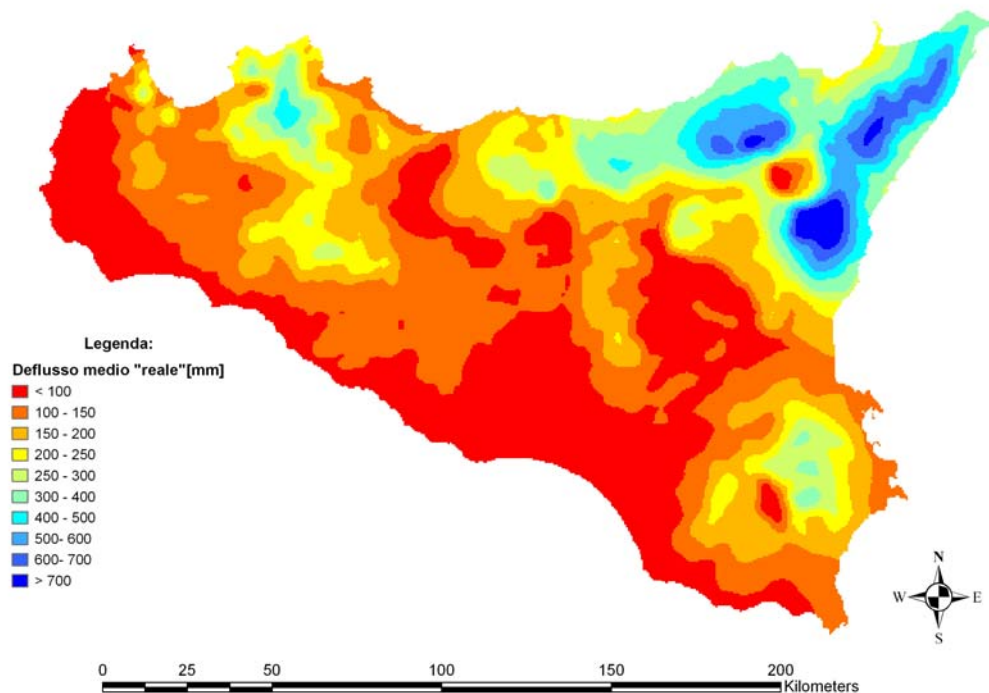 Legenda:
Deflusso medio "reale"[mm]
< 100
100 - 150
150 - 200
200 - 250
250 - 300
300 - 400
400 - 500
500- 600
600- 700
> 700
N
W E
S
0 25 50 100 150 200
Kilometers